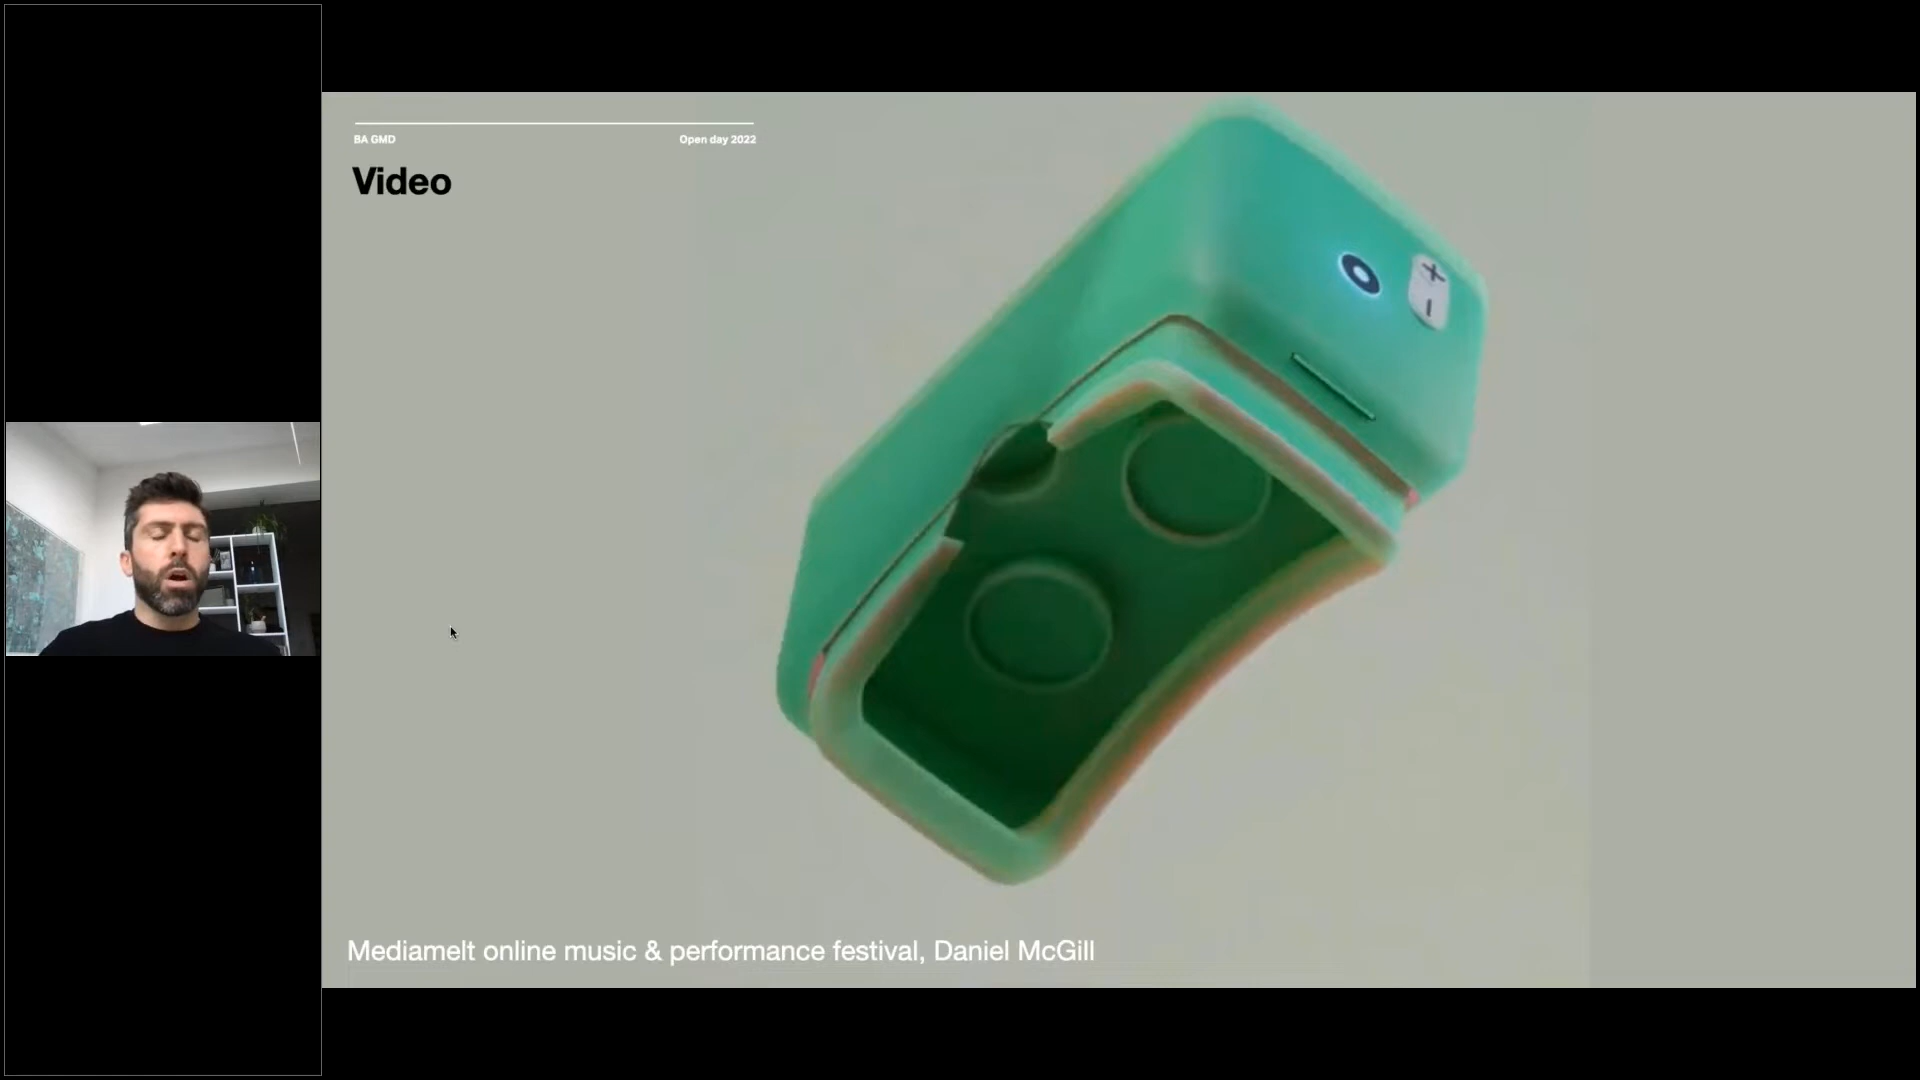 BA GMD
Open day 2022
Video
+
–
Mediamelt online music & performance festival, Daniel McGill